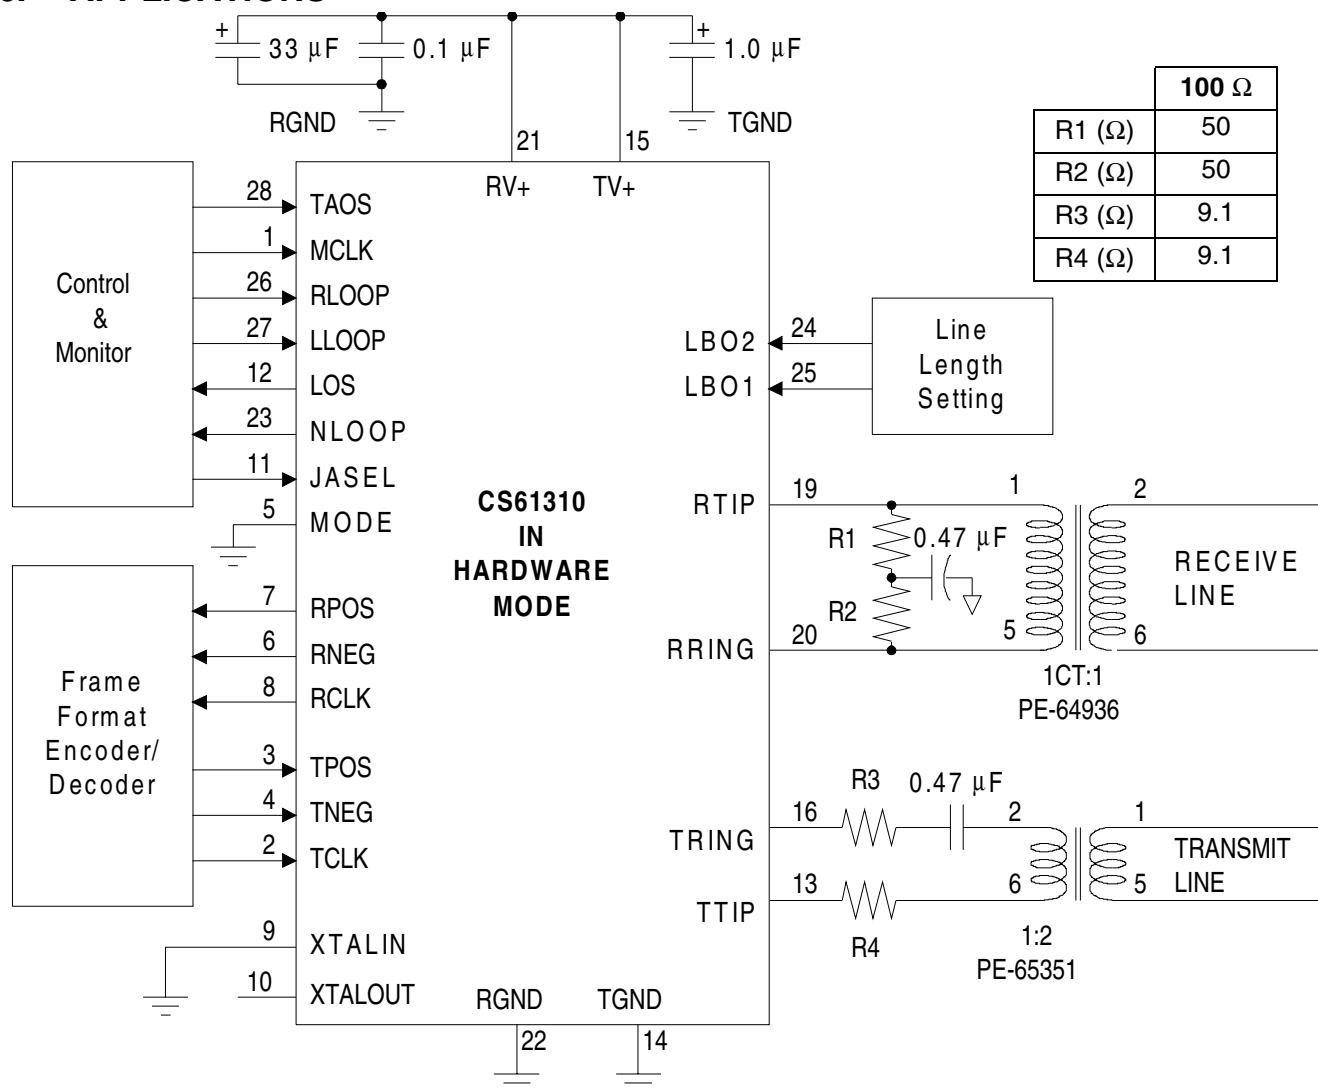 + 33 µF 0.1 µF + 1.0 µF
RGND TGND
21 15
RV+ TV+
100 Ω
R1 (Ω) 50
R2 (Ω) 50
R3 (Ω) 9.1
R4 (Ω) 9.1
Control
&
Monitor
28 TAOS
1 MCLK
26 RLOOP
27 LLOOP
12 LOS
23 NLOOP
11 JASEL
5 MODE
Frame
Format
Encoder/
Decoder
7 RPOS
6 RNEG
8 RCLK
3 TPOS
4 TNEG
2 TCLK
9 XTALIN
10 XTALOUT
CS61310
IN
HARDWARE
MODE
RGND TGND
22 14
LBO2 24
LBO1 25
Line
Length
Setting
RTIP 19
R1 0.47 µF
R2
RRING 20
1 2
5 6
1CT:1
PE-64936
RECEIVE
LINE
R3 0.47 µF
TRING 16
TTIP 13
R4
2 1
6 5
1:2
PE-65351
TRANSMIT
LINE